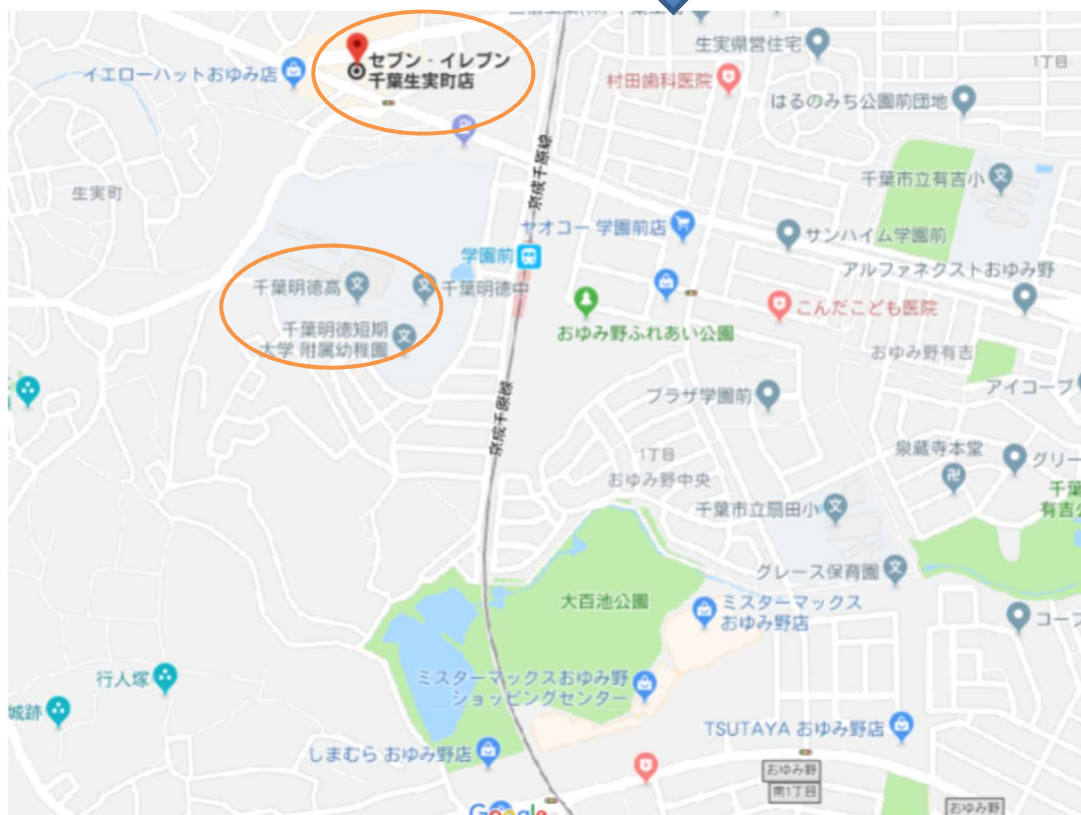 生実県営住宅
1丁目
イエローハットおゆみ店
セブン - イレブン
千葉生実町店
村田歯科医院
はるのみち公園前団地
京成千原線
生実町
千葉市立有吉小
ヤオコー 学園前店
サンハイム学園前
学園前
アルファネクストおゆみ野
千葉明徳高
千葉明徳中
こんだこども医院
千葉明徳短期
大学 附属幼稚園
おゆみ野ふれあい公園
おゆみ野有吉
アイコープ
プラザ学園前
京成千原線
1丁目
おゆみ野中央
泉蔵寺本堂
グリー
千葉
有吉公
千葉市立扇田小
グレース保育園
大百池公園
ミスターマックス
おゆみ野店
コープ
行人塚
ミスターマックスおゆみ野
ショッピングセンター
城跡
TSUTAYA おゆみ野店
しまむら おゆみ野店
おゆみ野
南1丁目
おゆみ野
Google